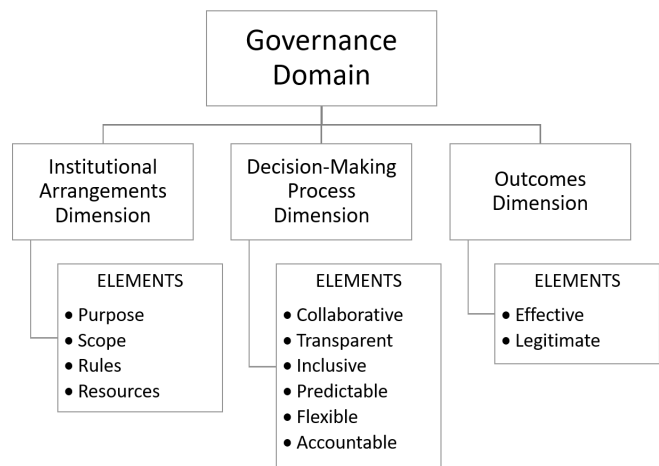 Governance
Domain
Institutional
Arrangements
Dimension
Decision-Making
Process
Dimension
Outcomes
Dimension
ELEMENTS
● Purpose
● Scope
● Rules
● Resources
ELEMENTS
● Collaborative
● Transparent
● Inclusive
● Predictable
● Flexible
● Accountable
ELEMENTS
● Effective
● Legitimate